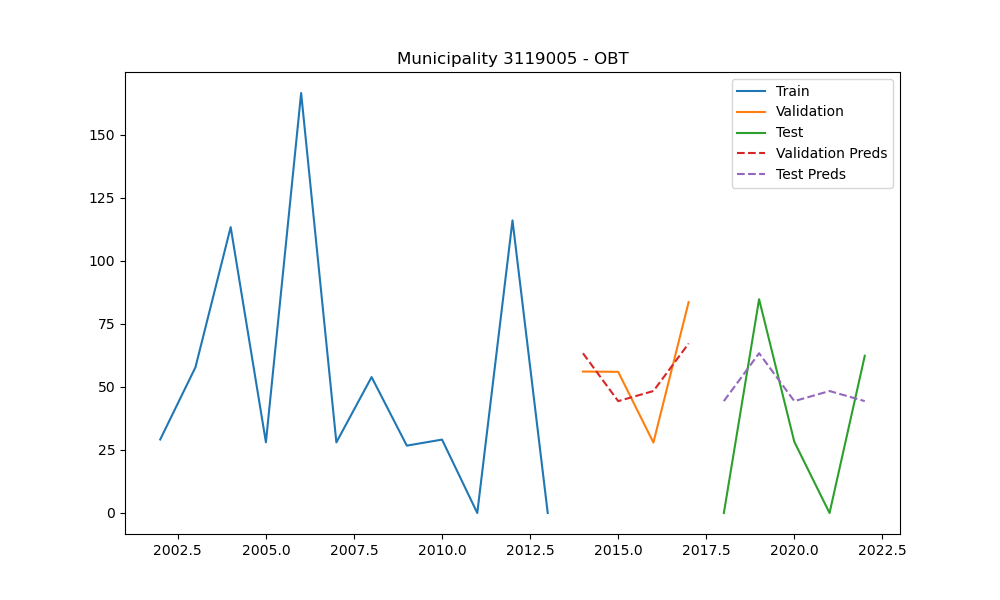 Municipality 3119005 - OBT
Train
Validation
Test
Validation Preds
Test Preds
150
125
100
75
50
25
0
2002.5 2005.0 2007.5 2010.0 2012.5 2015.0 2017.5 2020.0 2022.5